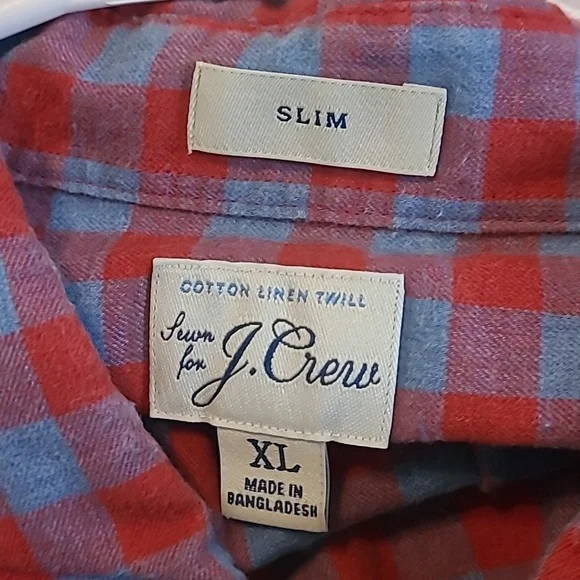 SLIM
COTTON LINEN TWILL
Sewn for J.Crew
XL
MADE IN
BANGLADESH